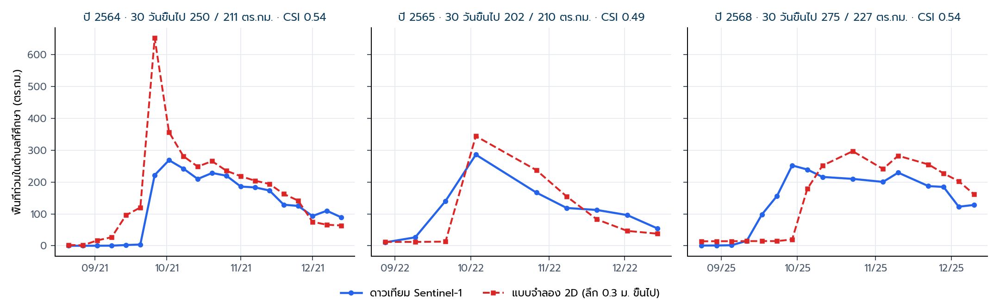 ปี 2564 · 30 วันขึ้นไป 250 / 211 ตร.กม. · CSI 0.54
ปี 2565 · 30 วันขึ้นไป 202 / 210 ตร.กม. · CSI 0.49
ปี 2568 · 30 วันขึ้นไป 275 / 227 ตร.กม. · CSI 0.54
พื้นที่ท่วมในตำบลที่ศึกษา (ตร.กม.)
600
500
400
300
200
100
0
09/21 10/21 11/21 12/21
09/22 10/22 11/22 12/22
09/25 10/25 11/25 12/25
ดาวเทียม Sentinel-1
แบบจำลอง 2D (ลึก 0.3 ม. ขึ้นไป)